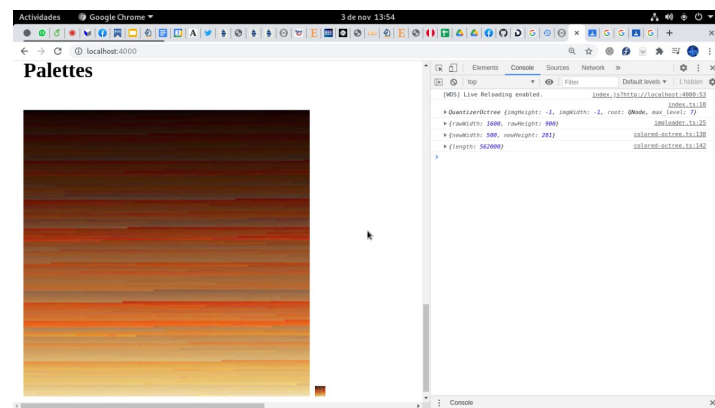 Actividades Google Chrome 3 de nov 13:54
localhost:4000
Palettes
Elements Console Sources Network »
top Filter Default levels 1 hidden
[WDS] Live Reloading enabled. index.js?http://localhost:4000:53
index.ts:10
QuantizerOctree {imgHeight: -1, imgWidth: -1, root: QNode, max_level: 7}
{rawWidth: 1600, rawHeight: 900} imgloader.ts:25
{newWidth: 500, newHeight: 281} colored-octree.ts:138
{length: 562000} colored-octree.ts:142
Console